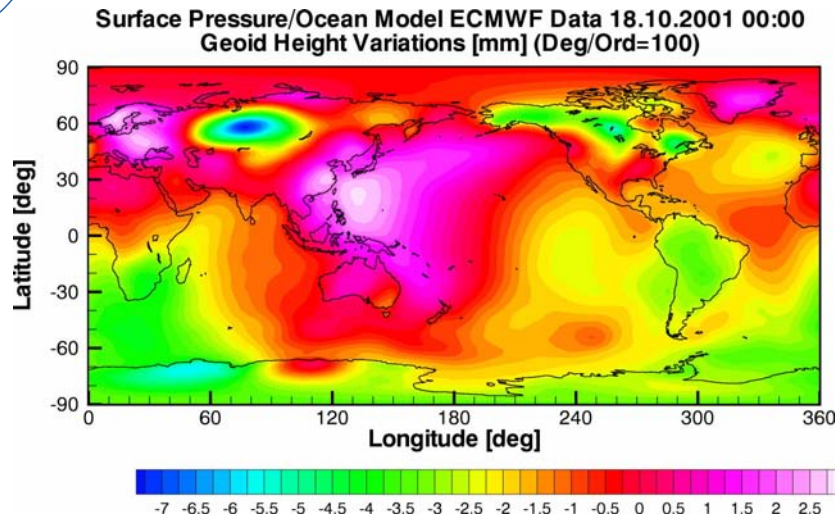 Surface Pressure/Ocean Model ECMWF Data 18.10.2001 00:00
Geoid Height Variations [mm] (Deg/Ord=100)
90
60
30
0
-30
-60
-90
Latitude [deg]
0 60 120 180 240 300 360
Longitude [deg]
-7 -6.5 -6 -5.5 -5 -4.5 -4 -3.5 -3 -2.5 -2 -1.5 -1 -0.5 0 0.5 1 1.5 2 2.5